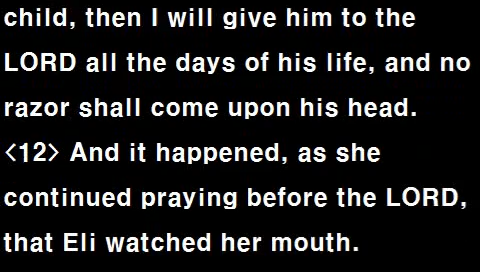 child, then I will give him to the
LORD all the days of his life, and no
razor shall come upon his head.
<12> And it happened, as she
continued praying before the LORD,
that Eli watched her mouth.